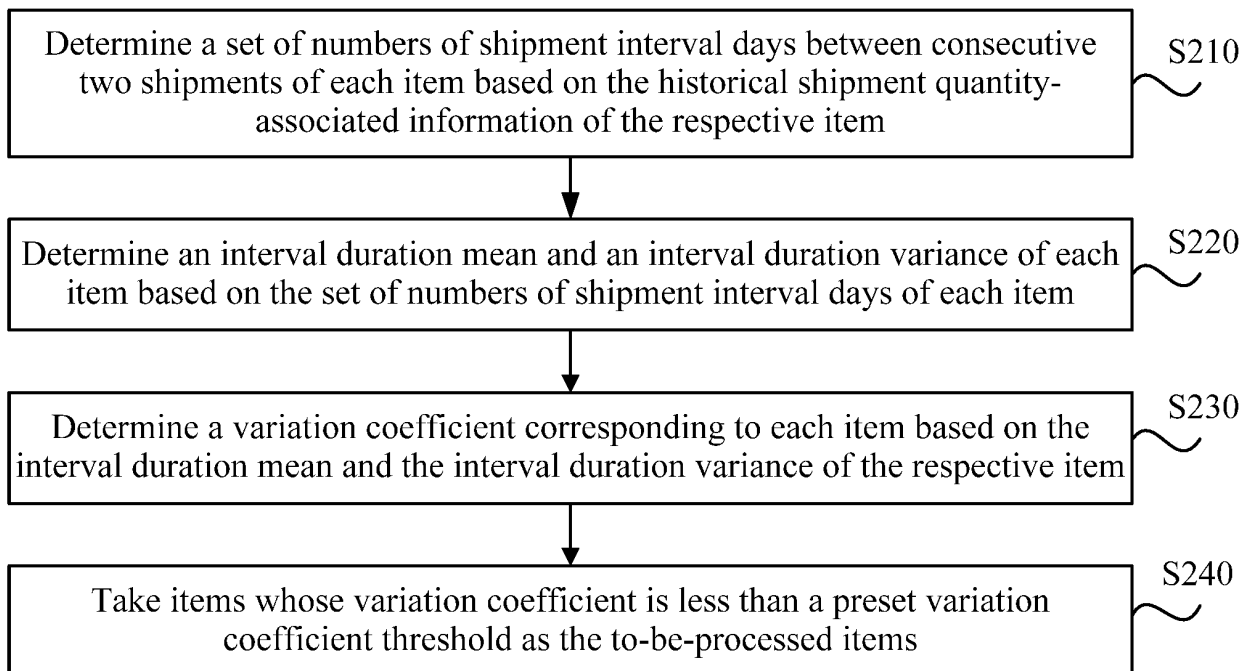 Determine a set of numbers of shipment interval days between consecutive
two shipments of each item based on the historical shipment quantity-
associated information of the respective item
S210
Determine an interval duration mean and an interval duration variance of each
item based on the set of numbers of shipment interval days of each item
S220
Determine a variation coefficient corresponding to each item based on the
interval duration mean and the interval duration variance of the respective item
S230
Take items whose variation coefficient is less than a preset variation
coefficient threshold as the to-be-processed items
S240